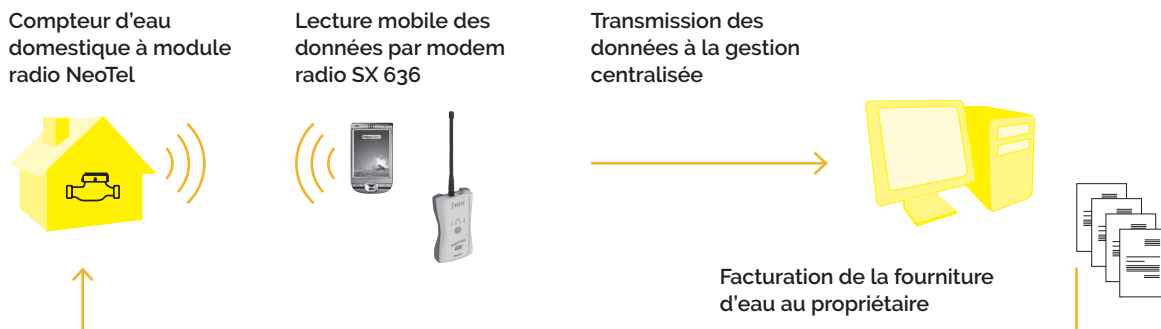 Compteur d'eau
domestique à module
radio NeoTel
Lecture mobile des
données par modem
radio SX 636
Transmission des
données à la gestion
centralisée
Facturation de la fourniture
d'eau au propriétaire